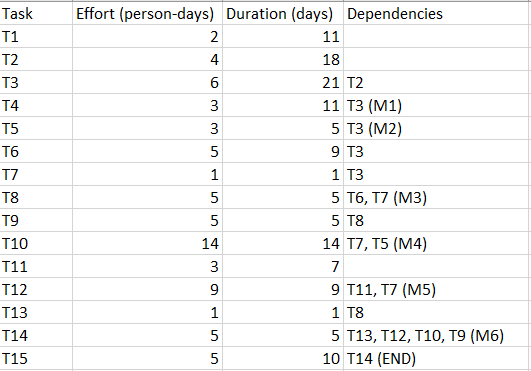 Task Effort (person-days) Duration (days) Dependencies
T1 2 11
T2 4 18
T3 6 21 T2
T4 3 11 T3 (M1)
T5 3 5 T3 (M2)
T6 5 9 T3
T7 1 1 T3
T8 5 5 T6, T7 (M3)
T9 5 5 T8
T10 14 14 T7, T5 (M4)
T11 3 7
T12 9 9 T11, T7 (M5)
T13 1 1 T8
T14 5 5 T13, T12, T10, T9 (M6)
T15 5 10 T14 (END)